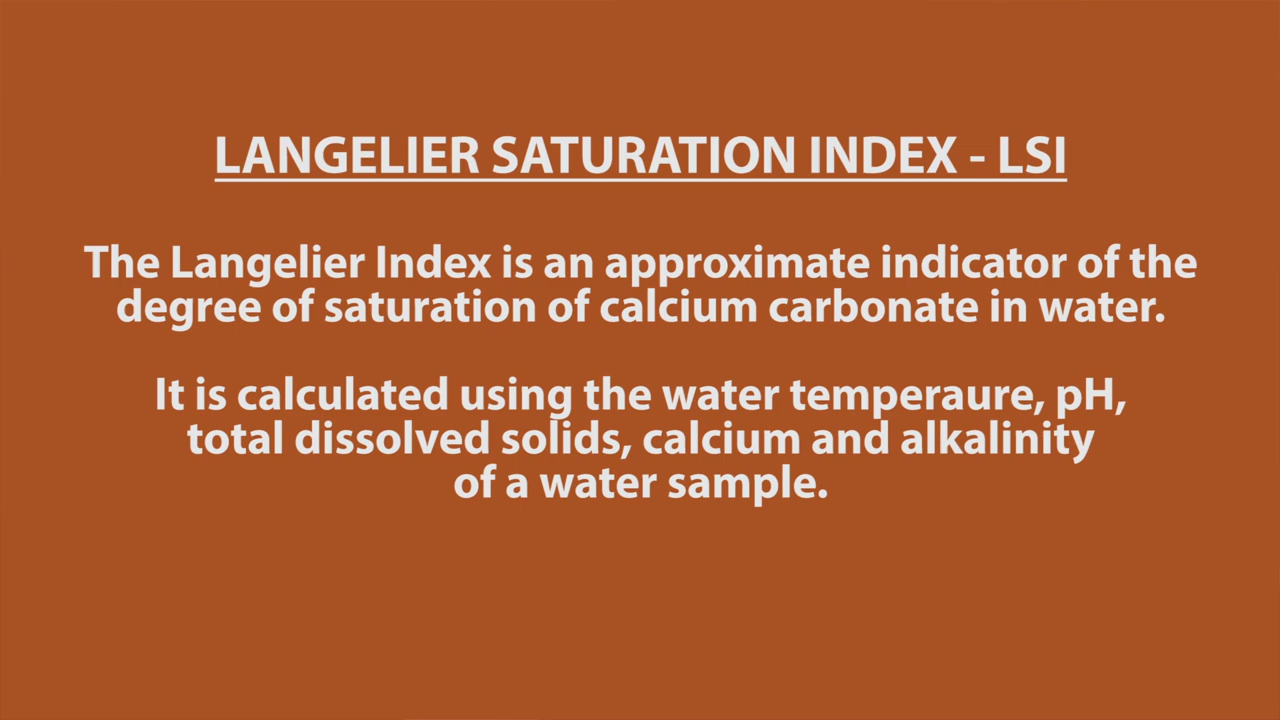 LANGELIER SATURATION INDEX - LSI
The Langelier Index is an approximate indicator of the
degree of saturation of calcium carbonate in water.
It is calculated using the water temperaure, pH,
total dissolved solids, calcium and alkalinity
of a water sample.